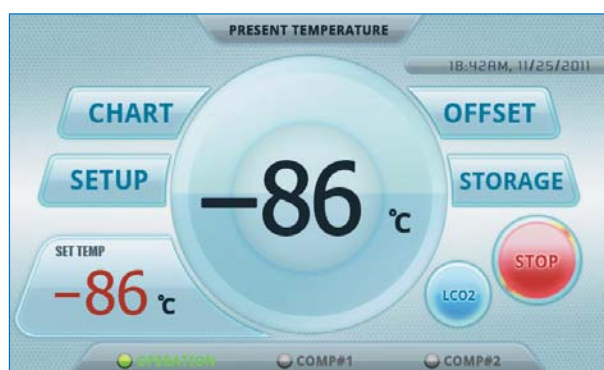 PRESENT TEMPERATURE
18:42AM, 11/25/2011
CHART
OFFSET
SETUP
STORAGE
-86 °C
SET TEMP
-86 °C
STOP
LCO2
OPERATION
COMP#1
COMP#2